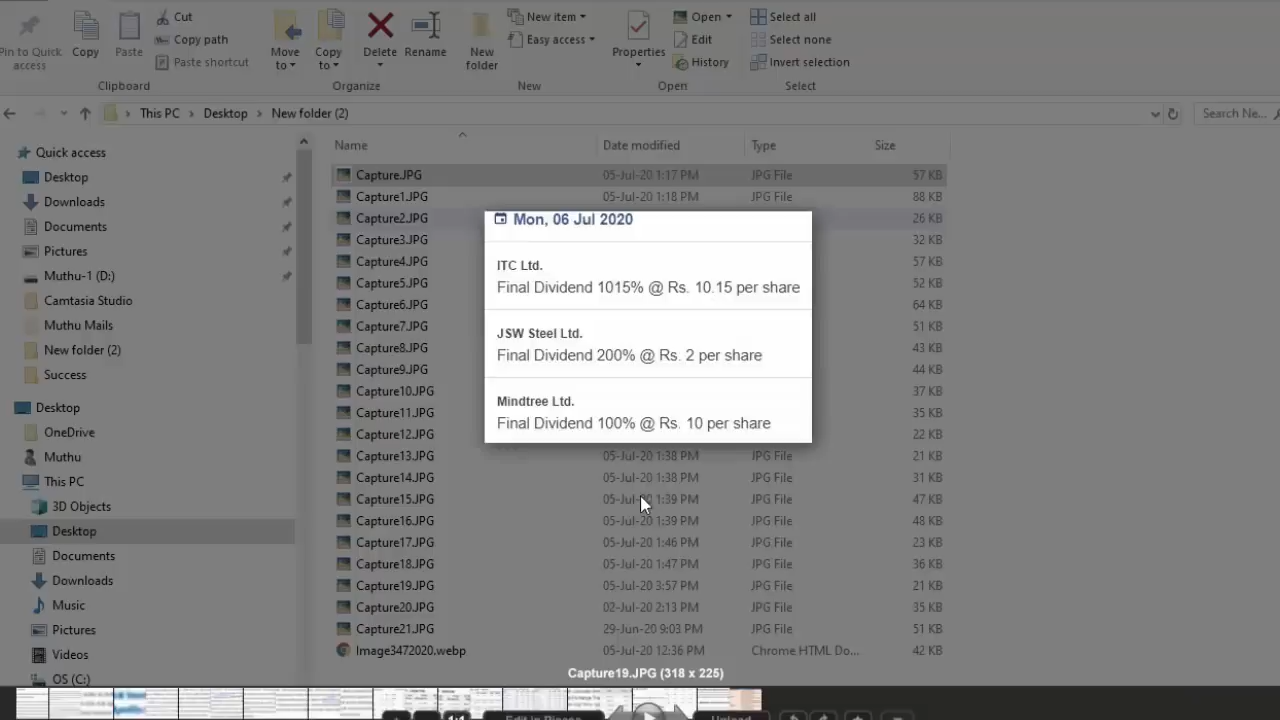 Cut
Copy path
Paste shortcut
Pin to Quick
access
Copy
Paste
Clipboard
Move
to
Copy
to
Delete
Rename
Organize
New item
Easy access
New
folder
New
Properties
Open
Edit
History
Open
Select all
Select none
Invert selection
Select
This PC > Desktop > New folder (2)
Search Ne...
Quick access
Desktop
Downloads
Documents
Pictures
Muthu-1 (D:)
Camtasia Studio
Muthu Mails
New folder (2)
Success
Desktop
OneDrive
Muthu
This PC
3D Objects
Desktop
Documents
Downloads
Music
Pictures
Videos
OS (C:)
Name Date modified Type Size
Capture.JPG 05-Jul-20 1:17 PM JPG File 57 KB
Capture1.JPG 05-Jul-20 1:18 PM JPG File 88 KB
Capture2.JPG 26 KB
Capture3.JPG 32 KB
Capture4.JPG 57 KB
Capture5.JPG 52 KB
Capture6.JPG 64 KB
Capture7.JPG 51 KB
Capture8.JPG 43 KB
Capture9.JPG 44 KB
Capture10.JPG 37 KB
Capture11.JPG 35 KB
Capture12.JPG 22 KB
Capture13.JPG 05-Jul-20 1:38 PM JPG File 44 KB
Capture14.JPG 05-Jul-20 1:38 PM JPG File 31 KB
Capture15.JPG 05-Jul-20 1:39 PM JPG File 47 KB
Capture16.JPG 05-Jul-20 1:39 PM JPG File 48 KB
Capture17.JPG 05-Jul-20 1:46 PM JPG File 23 KB
Capture18.JPG 05-Jul-20 1:47 PM JPG File 36 KB
Capture19.JPG 05-Jul-20 3:57 PM JPG File 21 KB
Capture20.JPG 02-Jul-20 2:13 PM JPG File 35 KB
Capture21.JPG 29-Jun-20 9:03 PM JPG File 51 KB
Image3472020.webp 05-Jul-20 12:36 PM Chrome HTML Do... 42 KB
Mon, 06 Jul 2020
ITC Ltd.
Final Dividend 1015% @ Rs. 10.15 per share
JSW Steel Ltd.
Final Dividend 200% @ Rs. 2 per share
Mindtree Ltd.
Final Dividend 100% @ Rs. 10 per share
Capture19.JPG (318 x 225)
1:1
Edit in Picasa
Upload